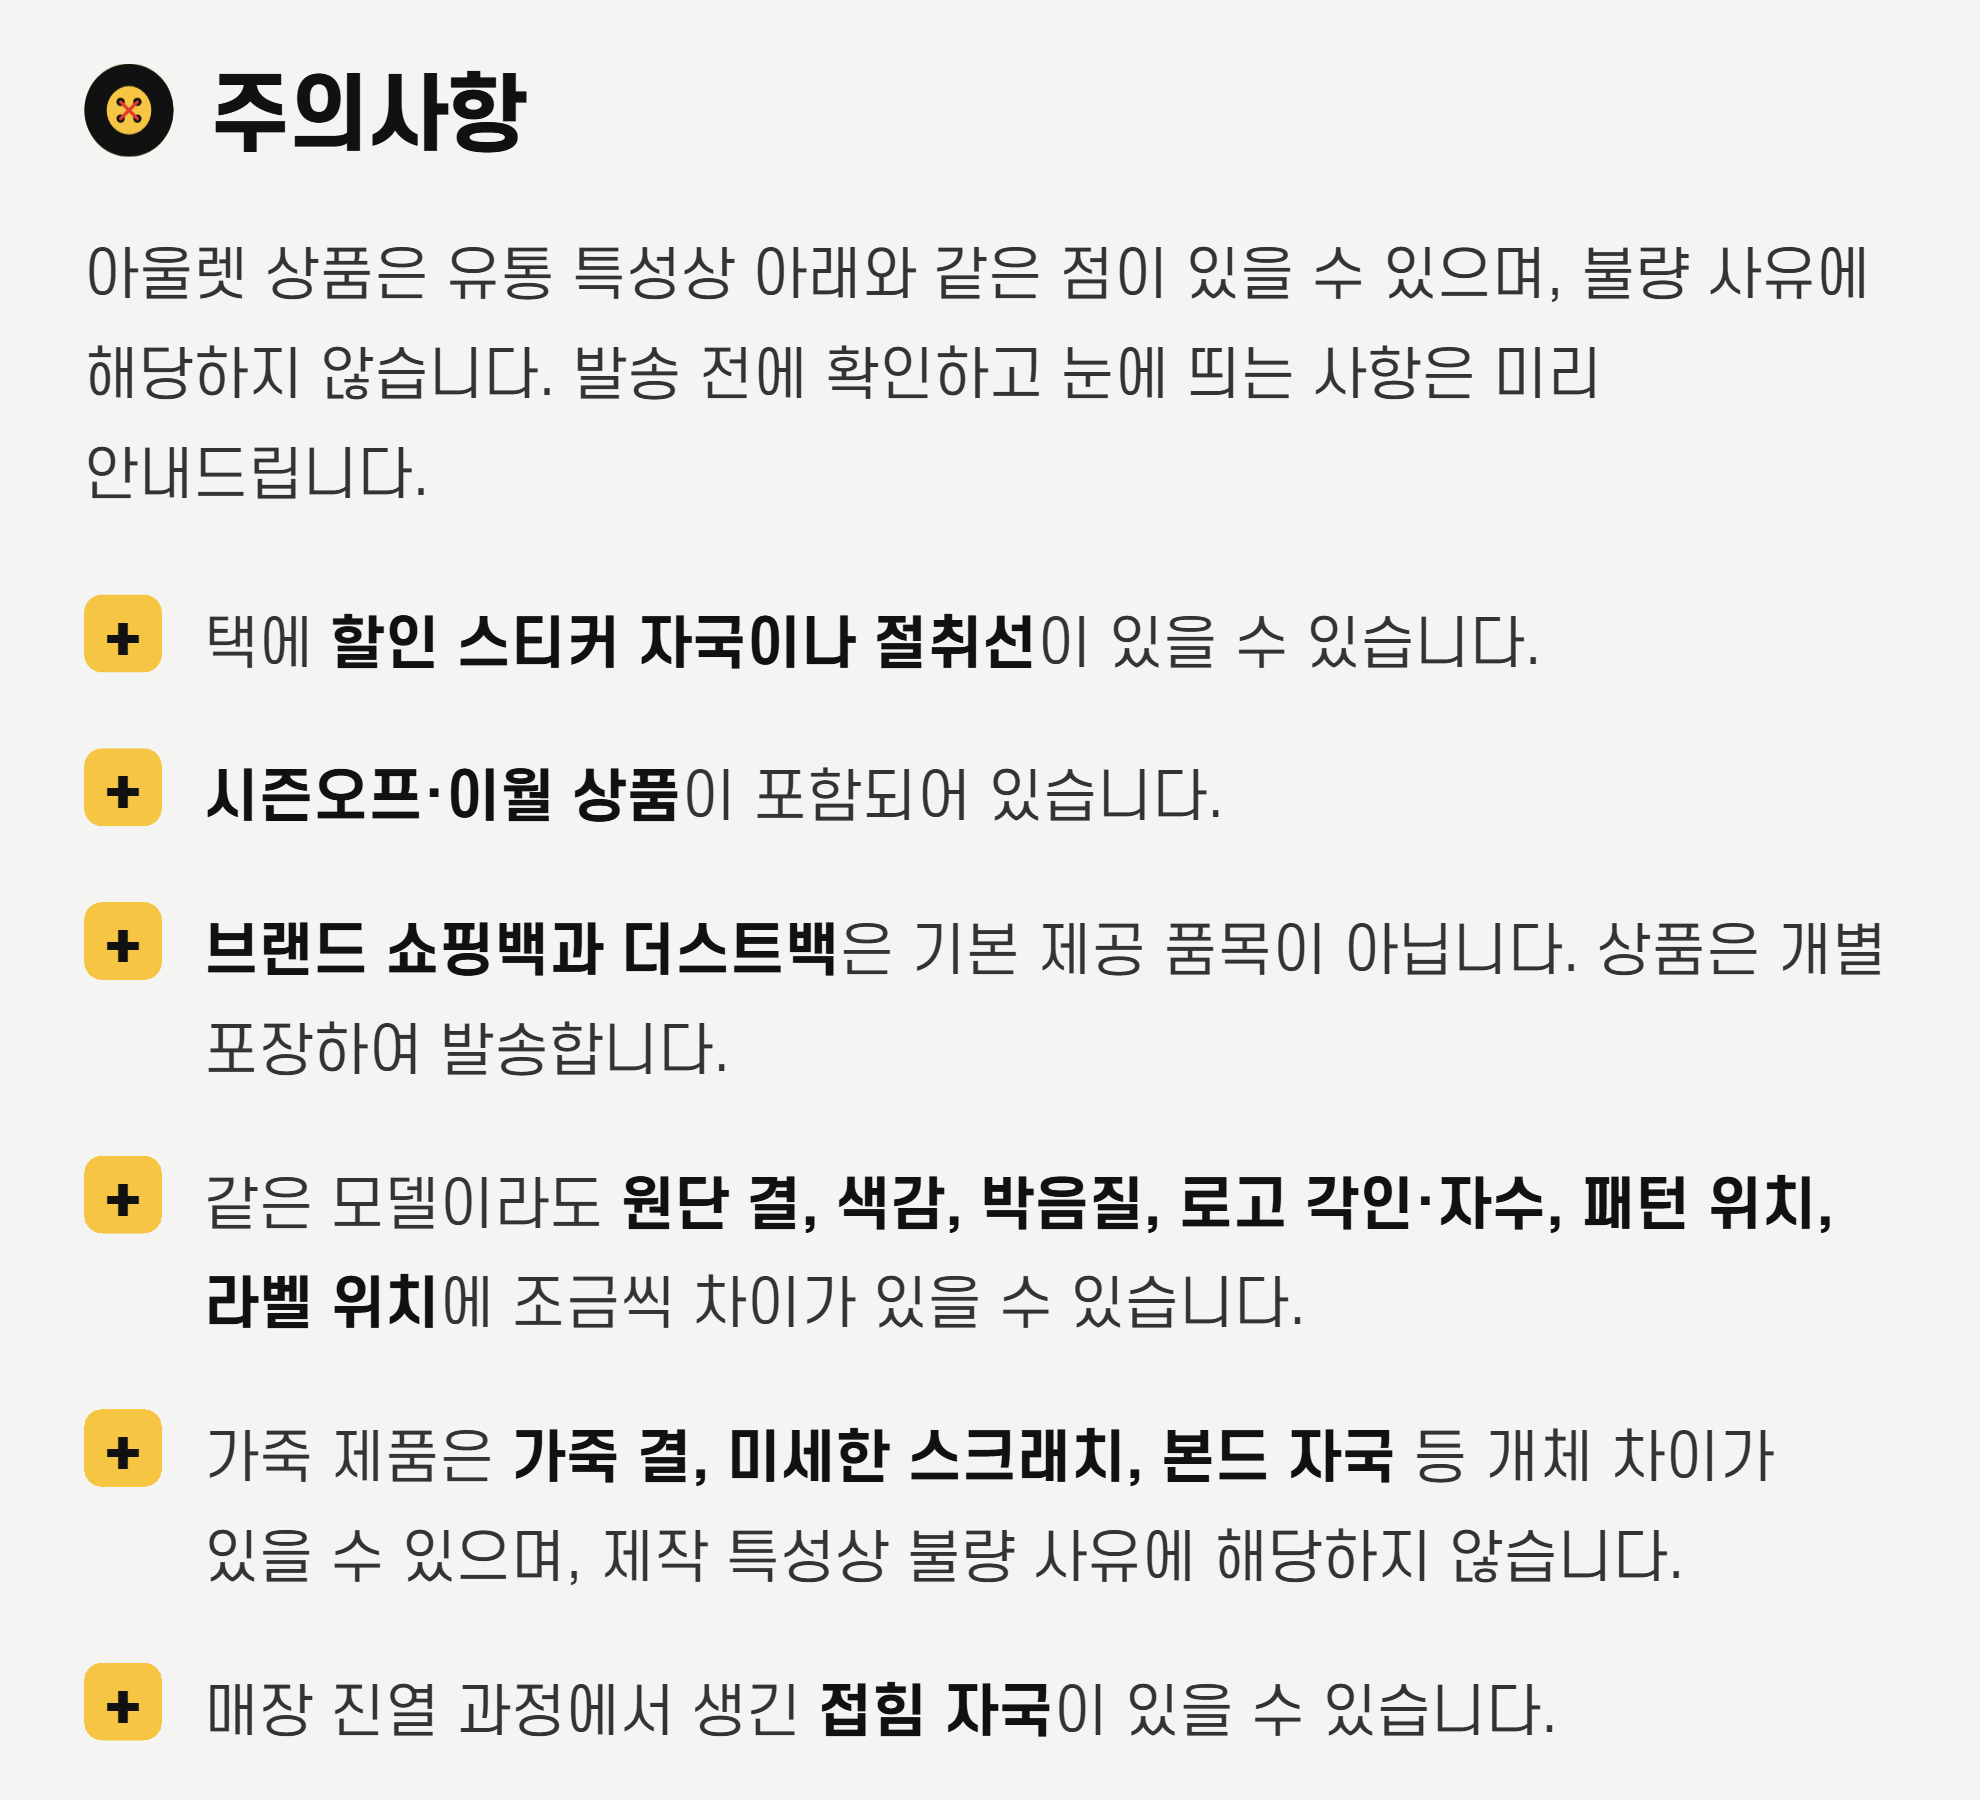 주의사항
아울렛 상품은 유통 특성상 아래와 같은 점이 있을 수 있으며, 불량 사유에
해당하지 않습니다. 발송 전에 확인하고 눈에 띄는 사항은 미리
안내드립니다.
+ 택에 할인 스티커 자국이나 절취선이 있을 수 있습니다.
+ 시즌오프·이월 상품이 포함되어 있습니다.
+ 브랜드 쇼핑백과 더스트백은 기본 제공 품목이 아닙니다. 상품은 개별
포장하여 발송합니다.
+ 같은 모델이라도 원단 결, 색감, 박음질, 로고 각인·자수, 패턴 위치,
라벨 위치에 조금씩 차이가 있을 수 있습니다.
+ 가죽 제품은 가죽 결, 미세한 스크래치, 본드 자국 등 개체 차이가
있을 수 있으며, 제작 특성상 불량 사유에 해당하지 않습니다.
+ 매장 진열 과정에서 생긴 접힘 자국이 있을 수 있습니다.